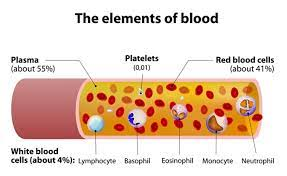 The elements of blood
Plasma
(about 55%)
Platelets
(0,01)
Red blood cells
(about 41%)
White blood
cells (about 4%):
Lymphocyte
Basophil
Eosinophil
Monocyte
Neutrophil